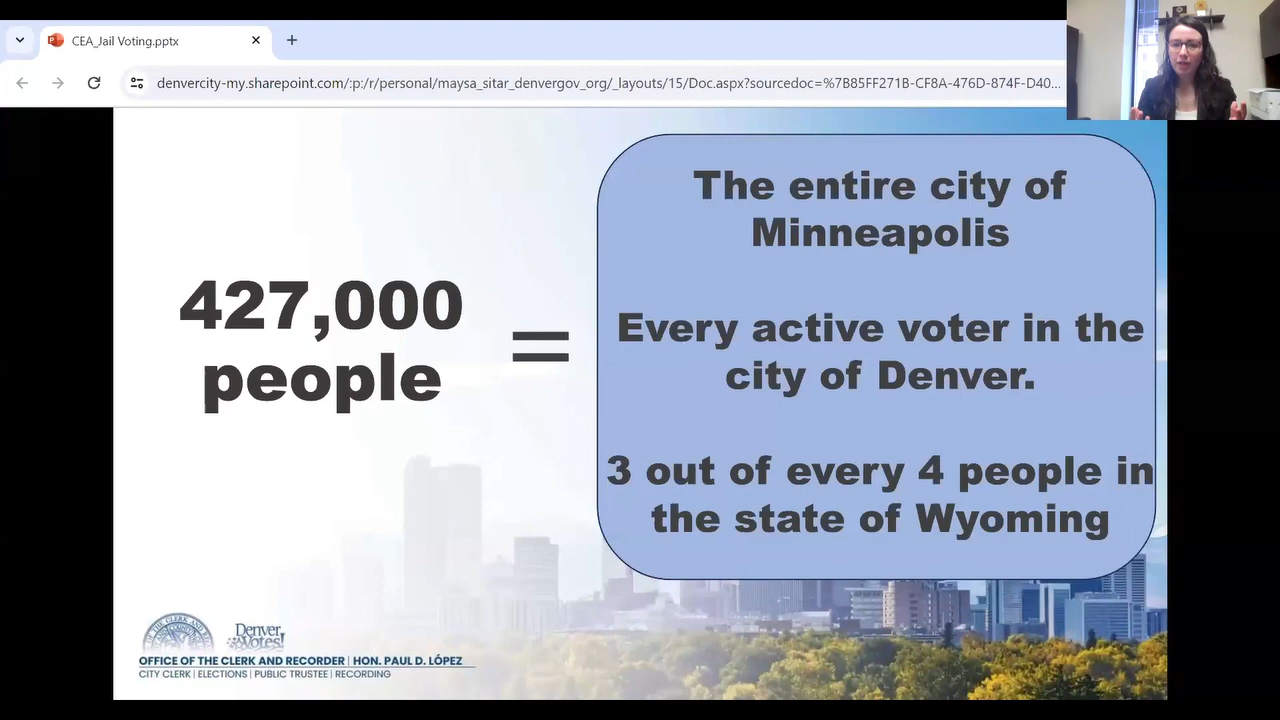 CEA_Jail Voting.pptx
denvercity-my.sharepoint.com/:p:/r/personal/maysa_sitar_denvergov_org/_layouts/15/Doc.aspx?sourcedoc=%7B85FF271B-CF8A-476D-874F-D40...
427,000
people
=
The entire city of
Minneapolis
Every active voter in the
city of Denver.
3 out of every 4 people in
the state of Wyoming
Denver
Votes!
OFFICE OF THE CLERK AND RECORDER | HON. PAUL D. LÓPEZ
CITY CLERK | ELECTIONS | PUBLIC TRUSTEE | RECORDING